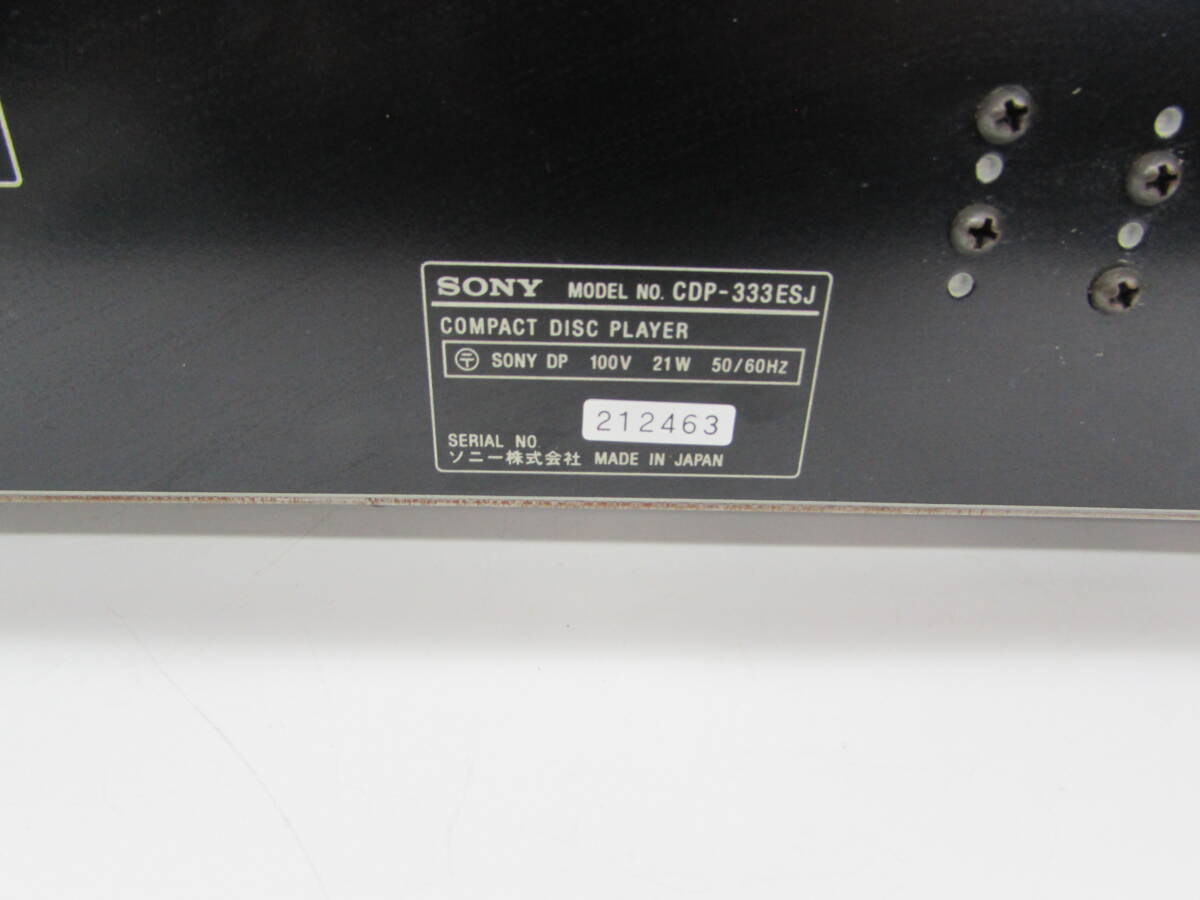 SONY MODEL NO. CDP-333ESJ
COMPACT DISC PLAYER
〒 SONY DP 100V 21W 50/60HZ
212463
SERIAL NO.
ソニー株式会社 MADE IN JAPAN